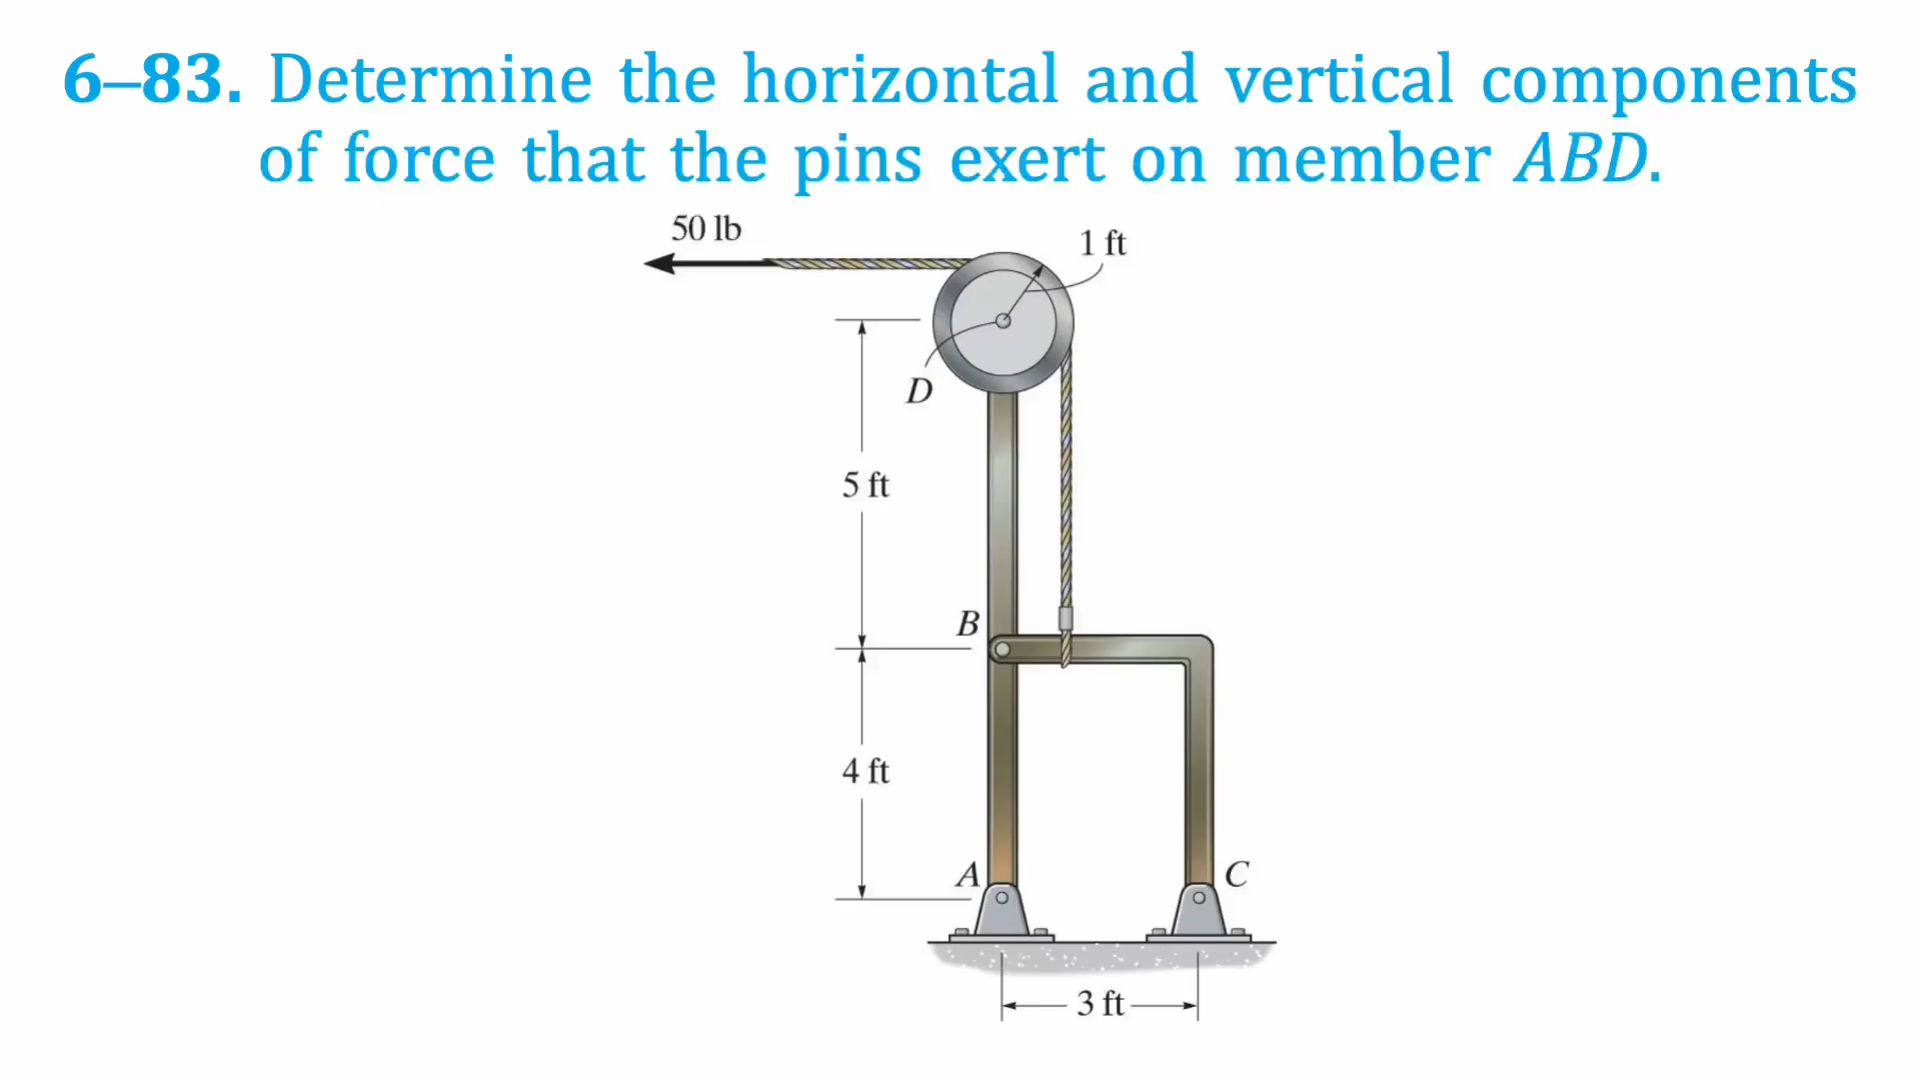 6–83. Determine the horizontal and vertical components
of force that the pins exert on member ABD.
50 lb
1 ft
D
5 ft
B
4 ft
A
C
3 ft